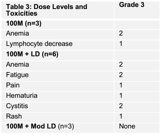 Table 3: Dose Levels and Toxicities Grade 3
100M (n=3)
Anemia 2
Lymphocyte decrease 1
100M + LD (n=6)
Anemia 2
Fatigue 2
Pain 1
Hematuria 1
Cystitis 2
Rash 1
100M + Mod LD (n=3) None